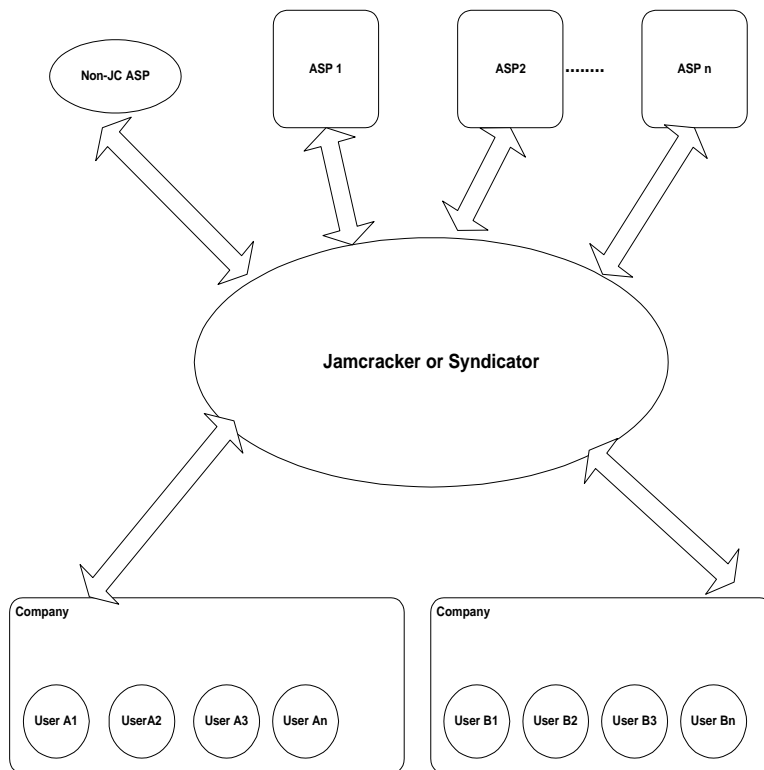 Non-JC ASP
ASP 1
ASP2
........
ASP n
Jamcracker or Syndicator
Company
Company
User A1
UserA2
User A3
User An
User B1
User B2
User B3
User Bn